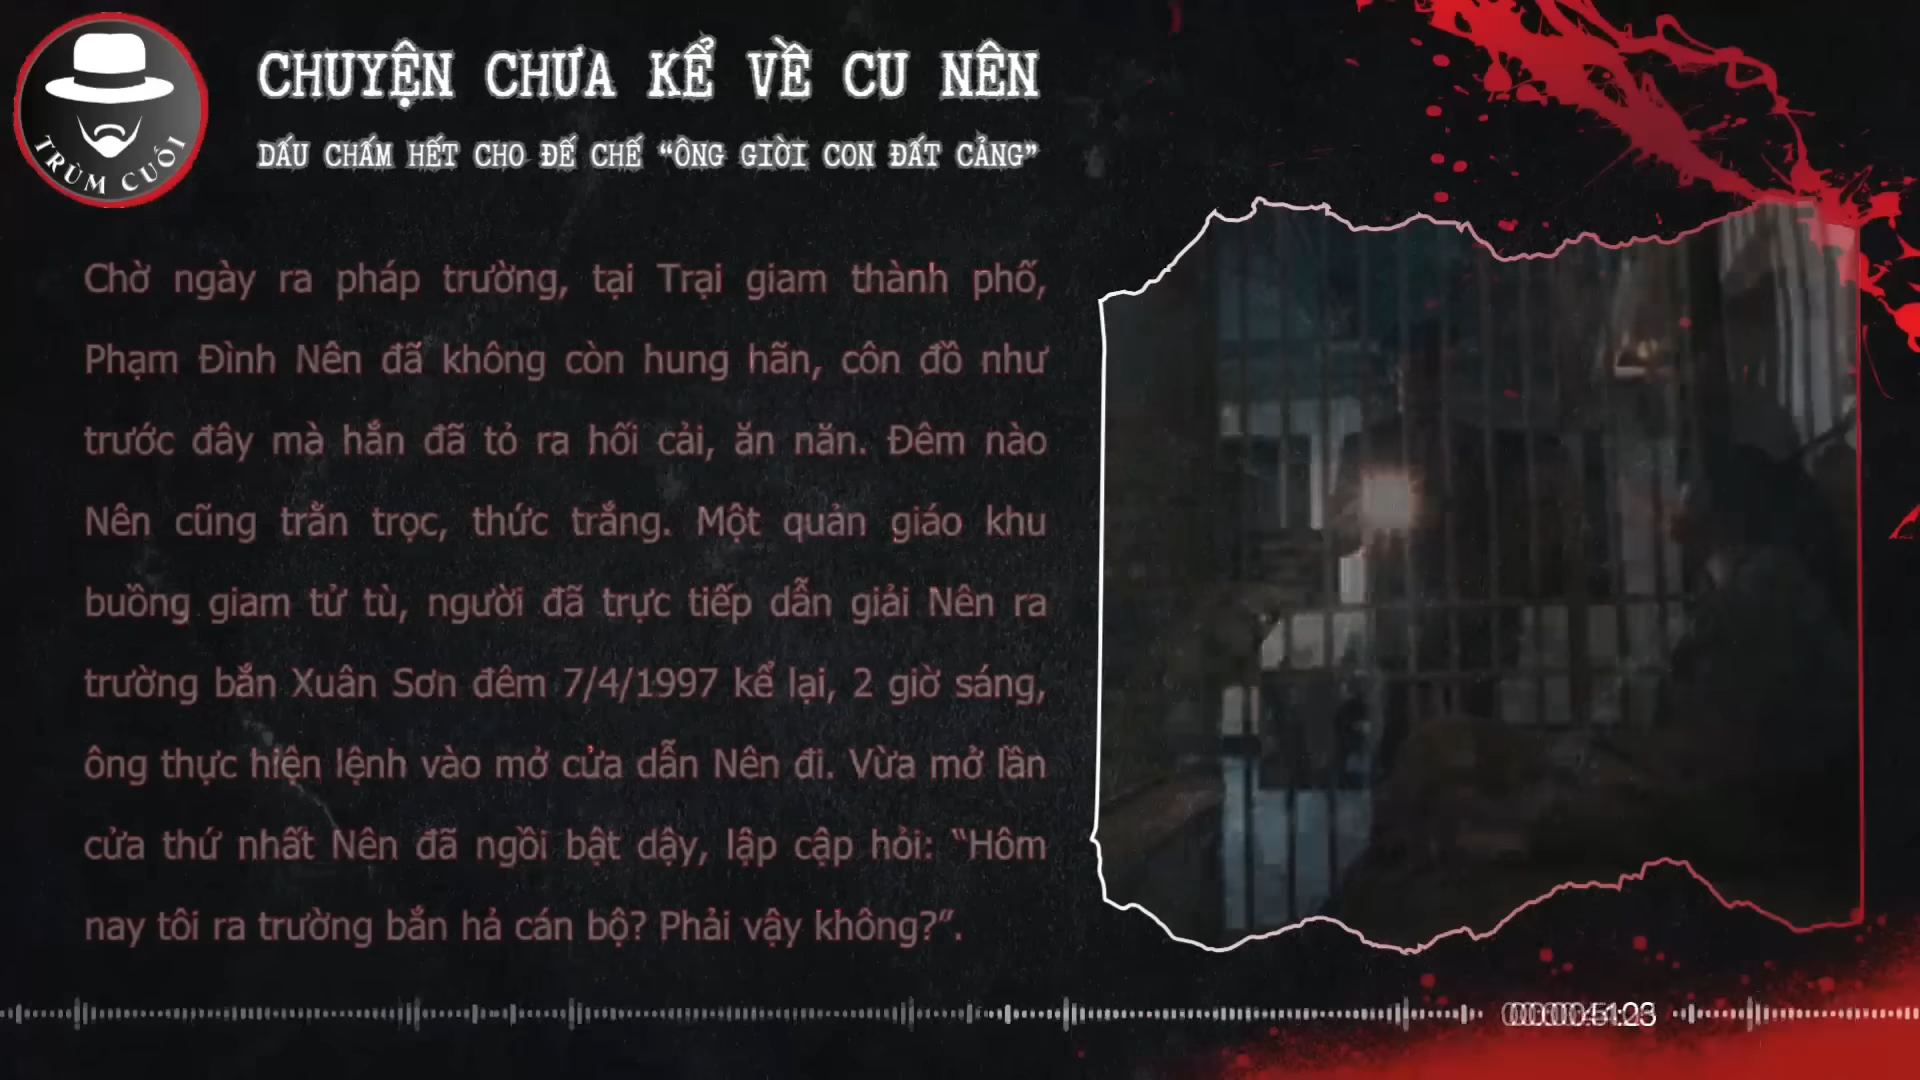 TRÙM CUỐI
CHUYỆN CHƯA KỂ VỀ CU NÊN
DẤU CHẤM HẾT CHO ĐẾ CHẾ “ÔNG GIỜI CON ĐẤT CẢNG”
Chờ ngày ra pháp trường, tại Trại giam thành phố,
Phạm Đình Nên đã không còn hung hãn, côn đồ như
trước đây mà hắn đã tỏ ra hối cải, ăn năn. Đêm nào
Nên cũng trằn trọc, thức trắng. Một quản giáo khu
buồng giam tử tù, người đã trực tiếp dẫn giải Nên ra
trường bắn Xuân Sơn đêm 7/4/1997 kể lại, 2 giờ sáng,
ông thực hiện lệnh vào mở cửa dẫn Nên đi. Vừa mở lần
cửa thứ nhất Nên đã ngồi bật dậy, lập cập hỏi: “Hôm
nay tôi ra trường bắn hả cán bộ? Phải vậy không?”.